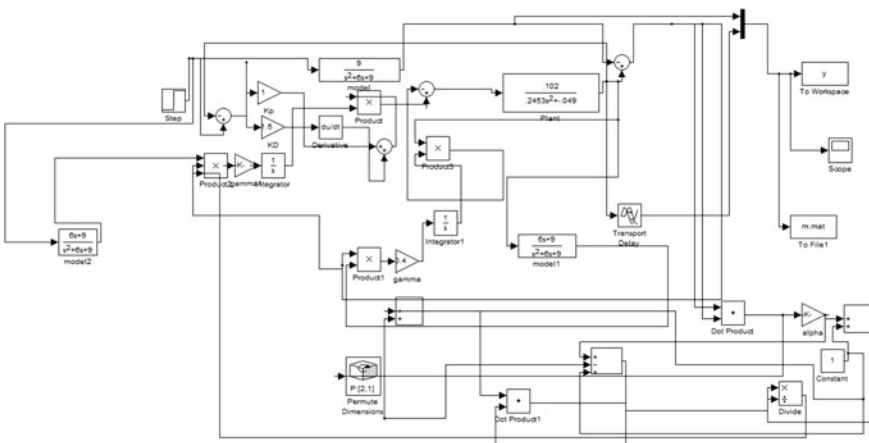 9
s²+6s+9
model
Step
1
Kp
1.5
KD
du/dt
Derivative
×
Product
.102
.2453s²+-.049
Plant
y
To Workspace
Scope
m.mat
To File1
×
Product3
×
Product2
K-
gamma1
1
s
Integrator
6s+9
s²+6s+9
model2
×
Product1
gamma
1
s
Integrator1
6s+9
s²+6s+9
model1
Transport
Delay
Dot Product
K-
alpha
1
Constant
P:[2,1]
Permute
Dimensions
Dot Product1
×
÷
Divide